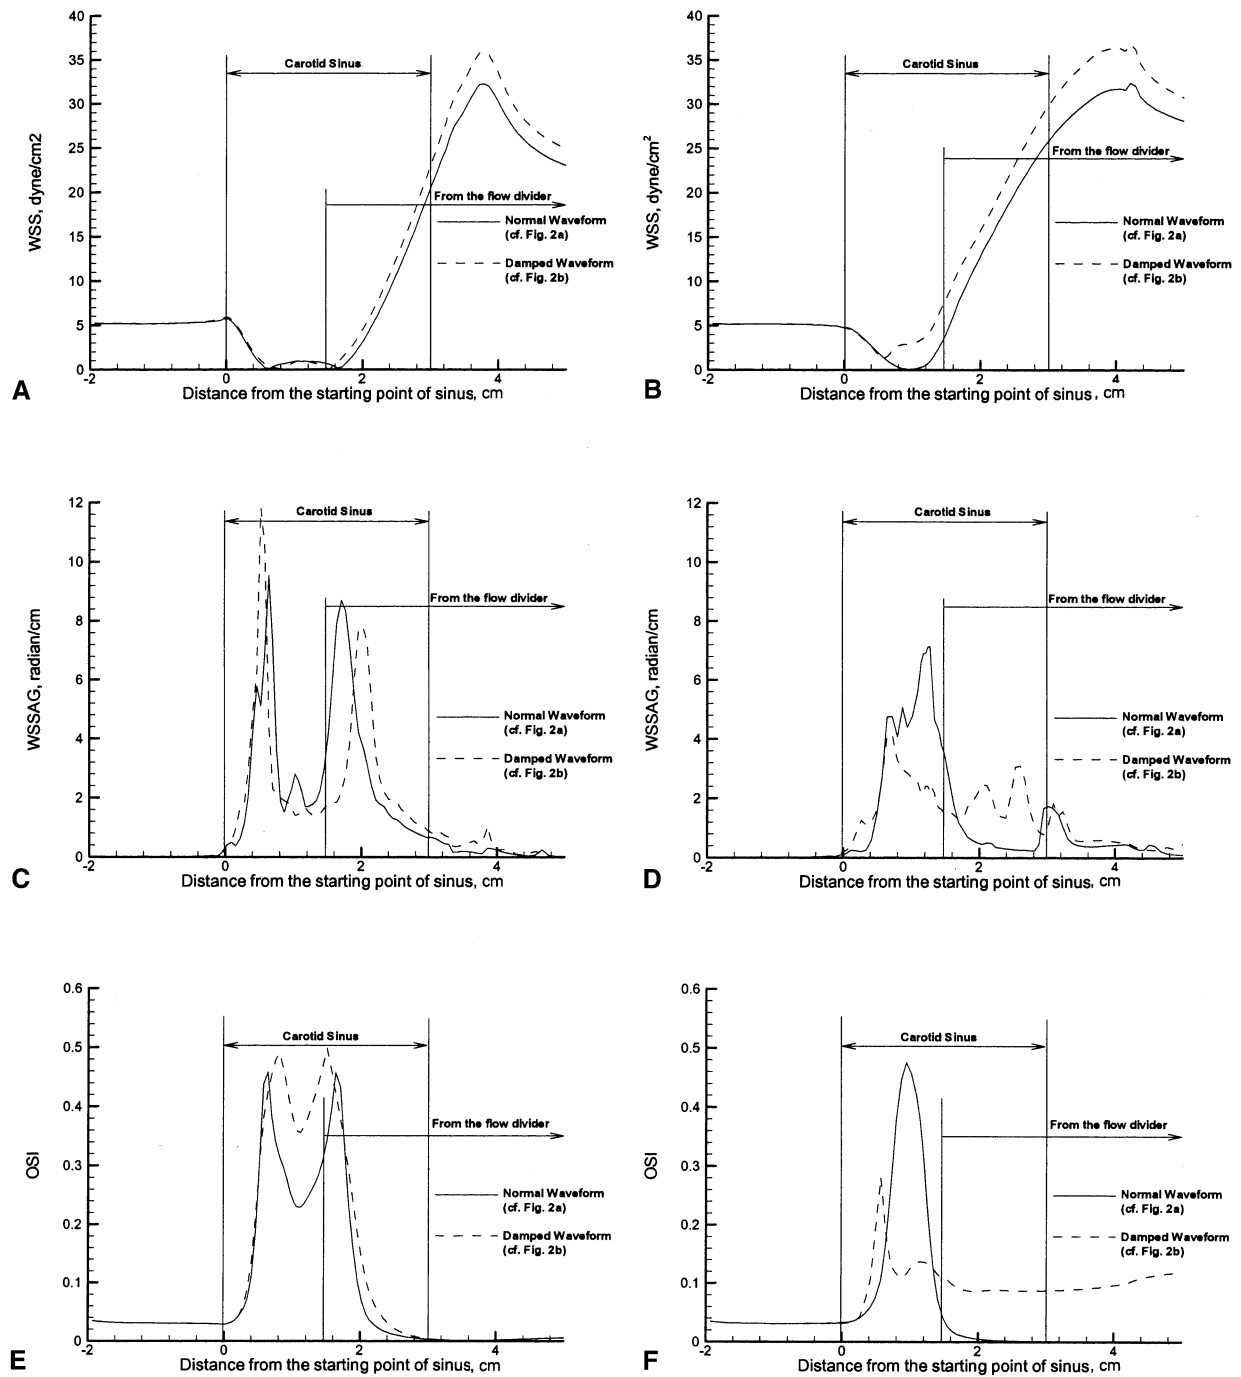 40
35
30
25
20
15
10
5
0
WSS, dyne/cm2
Carotid Sinus
From the flow divider
Normal Waveform
(cf. Fig. 2a)
Damped Waveform
(cf. Fig. 2b)
-2 0 2 4
Distance from the starting point of sinus, cm
A
40
35
30
25
20
15
10
5
0
WSS, dyne/cm²
Carotid Sinus
From the flow divider
Normal Waveform
(cf. Fig. 2a)
Damped Waveform
(cf. Fig. 2b)
-2 0 2 4
Distance from the starting point of sinus, cm
B
12
10
8
6
4
2
0
WSSAG, radian/cm
Carotid Sinus
From the flow divider
Normal Waveform
(cf. Fig. 2a)
Damped Waveform
(cf. Fig. 2b)
-2 0 2 4
Distance from the starting point of sinus, cm
C
12
10
8
6
4
2
0
WSSAG, radian/cm
Carotid Sinus
From the flow divider
Normal Waveform
(cf. Fig. 2a)
Damped Waveform
(cf. Fig. 2b)
-2 0 2 4
Distance from the starting point of sinus, cm
D
0.6
0.5
0.4
0.3
0.2
0.1
0
OSI
Carotid Sinus
From the flow divider
Normal Waveform
(cf. Fig. 2a)
Damped Waveform
(cf. Fig. 2b)
-2 0 2 4
Distance from the starting point of sinus, cm
E
0.6
0.5
0.4
0.3
0.2
0.1
0
OSI
Carotid Sinus
From the flow divider
Normal Waveform
(cf. Fig. 2a)
Damped Waveform
(cf. Fig. 2b)
-2 0 2 4
Distance from the starting point of sinus, cm
F